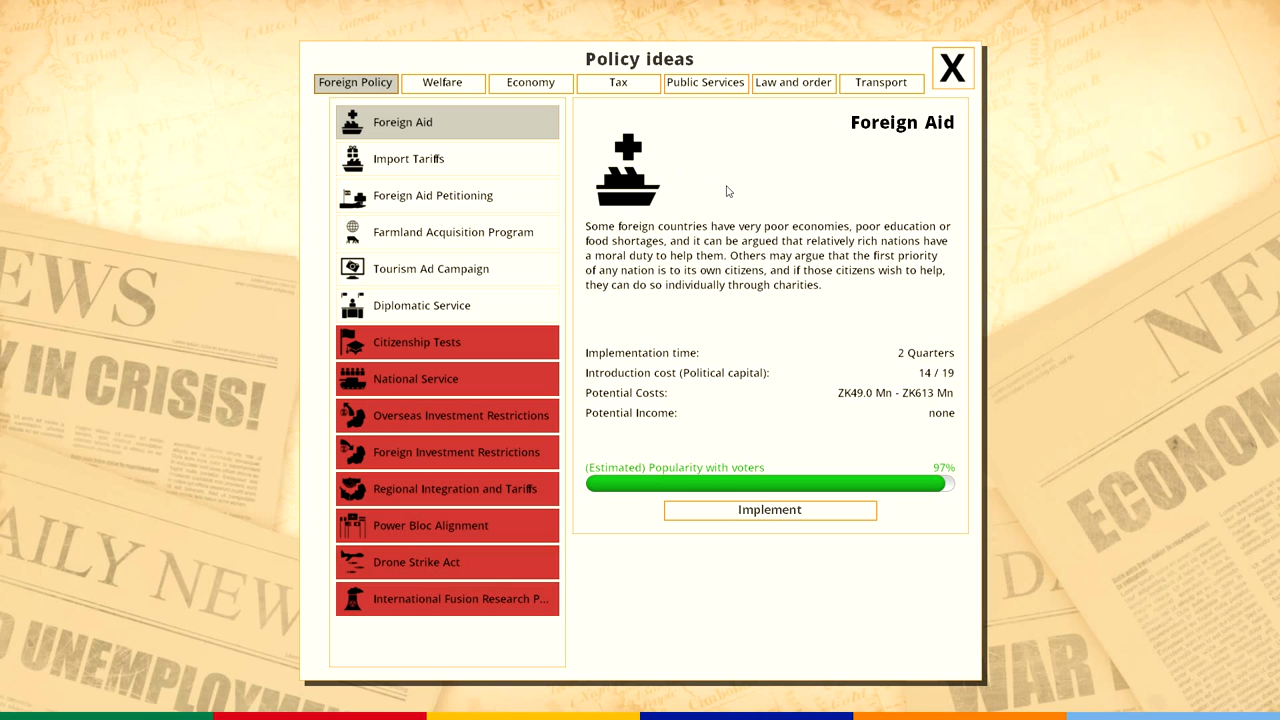 Policy ideas
X
Foreign Policy
Welfare
Economy
Tax
Public Services
Law and order
Transport
Foreign Aid
Import Tariffs
Foreign Aid Petitioning
Farmland Acquisition Program
Tourism Ad Campaign
Diplomatic Service
Citizenship Tests
National Service
Overseas Investment Restrictions
Foreign Investment Restrictions
Regional Integration and Tariffs
Power Bloc Alignment
Drone Strike Act
International Fusion Research P...
Foreign Aid
Some foreign countries have very poor economies, poor education or
food shortages, and it can be argued that relatively rich nations have
a moral duty to help them. Others may argue that the first priority
of any nation is to its own citizens, and if those citizens wish to help,
they can do so individually through charities.
Implementation time: 2 Quarters
Introduction cost (Political capital): 14 / 19
Potential Costs: ZK49.0 Mn - ZK613 Mn
Potential Income: none
(Estimated) Popularity with voters 97%
Implement
EWS
Y IN CRISIS!
AILY NEW
UNEMPLOYM
NE
ECONOM
DA
WAR